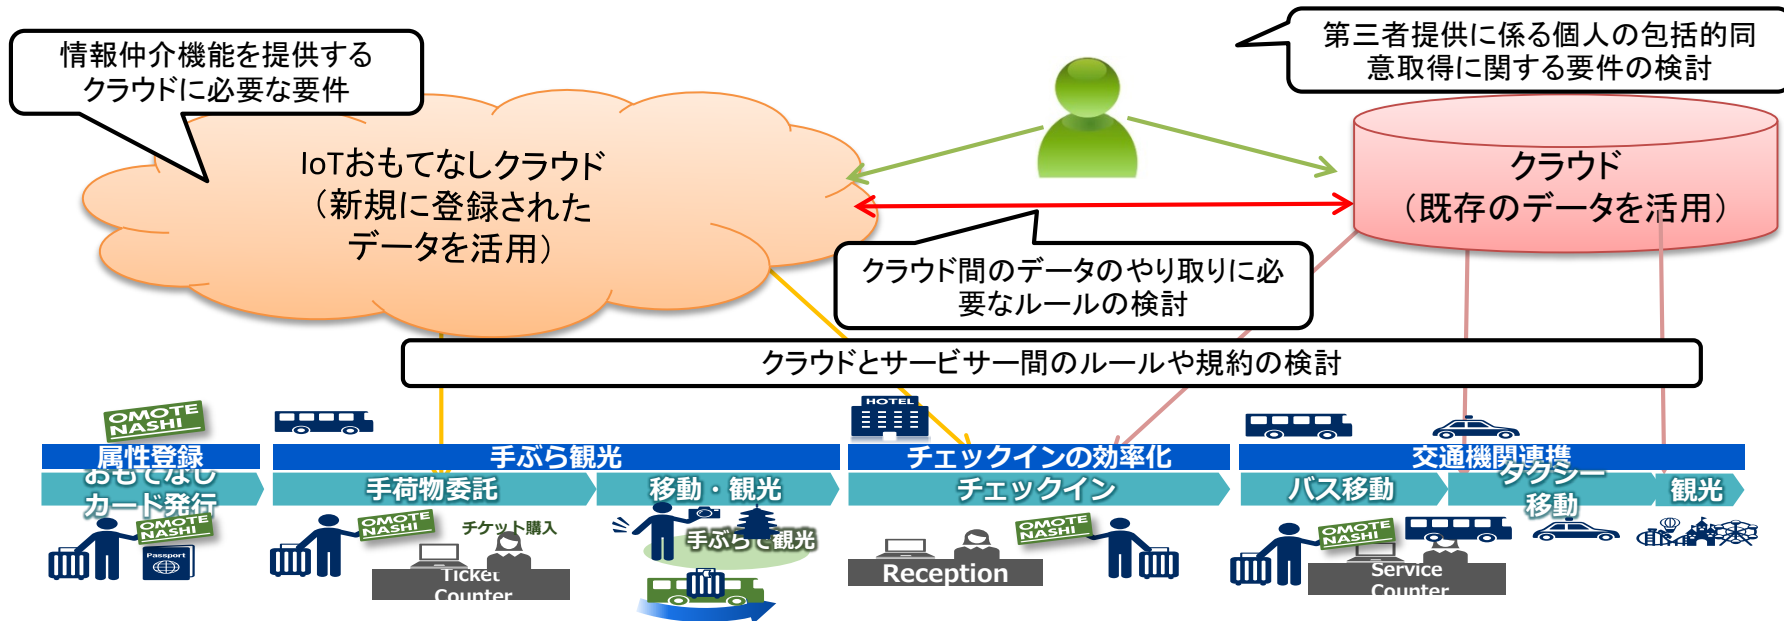 情報仲介機能を提供する
クラウドに必要な要件
第三者提供に係る個人の包括的同
意取得に関する要件の検討
IoTおもてなしクラウド
（新規に登録された
データを活用）
クラウド
（既存のデータを活用）
クラウド間のデータのやり取りに必
要なルールの検討
クラウドとサービサー間のルールや規約の検討
OMOTE
NASHI
HOTEL
属性登録
手ぶら観光
チェックインの効率化
交通機関連携
おもてなし
カード発行
手荷物委託
移動・観光
チェックイン
バス移動
タクシー
移動
観光
OMOTE
NASHI
Passport
OMOTE
NASHI
チケット購入
Ticket
Counter
手ぶらで観光
Reception
OMOTE
NASHI
OMOTE
NASHI
Service
Counter